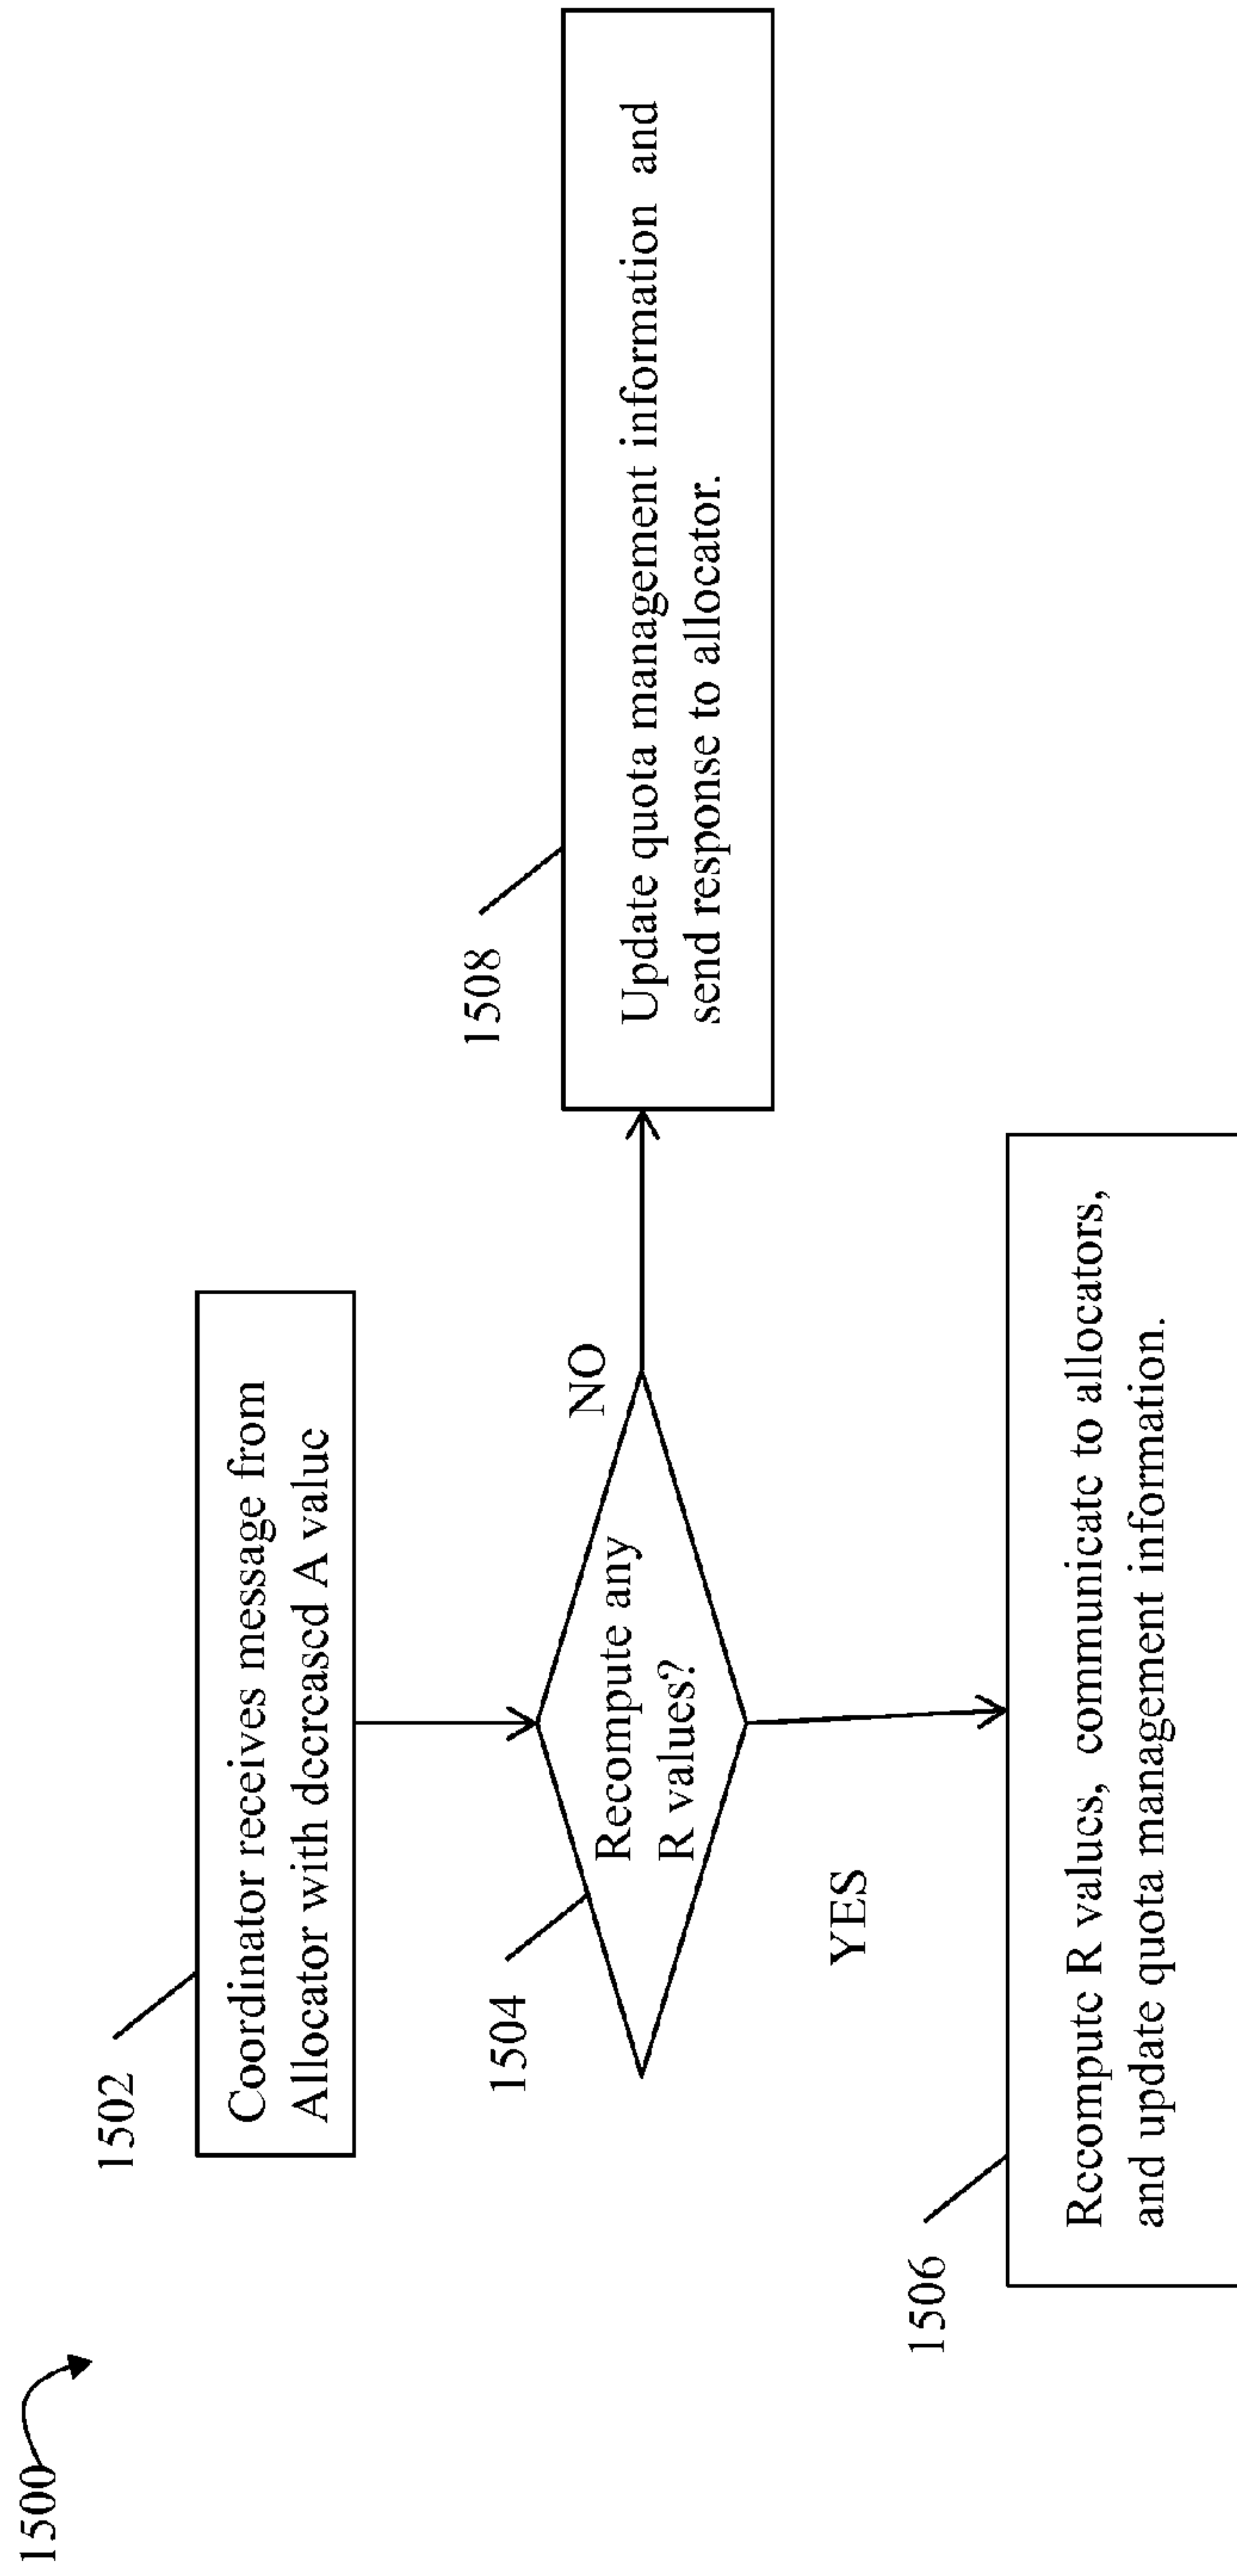 1500
1502
Coordinator receives message from
Allocator with decreased A value
1504
Recompute any
R values?
NO
1508
Update quota management information and
send response to allocator.
YES
1506
Recompute R values, communicate to allocators,
and update quota management information.